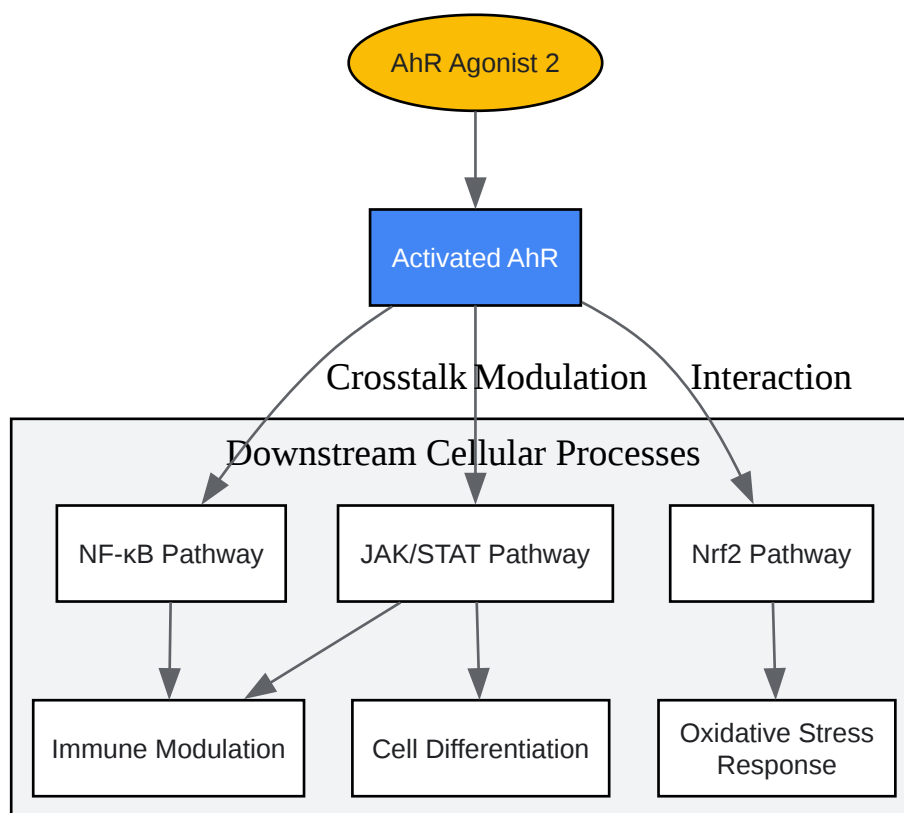 AhR Agonist 2
Activated AhR
Crosstalk
Modulation
Interaction
Downstream Cellular Processes
NF-κB Pathway
JAK/STAT Pathway
Nrf2 Pathway
Immune Modulation
Cell Differentiation
Oxidative Stress
Response